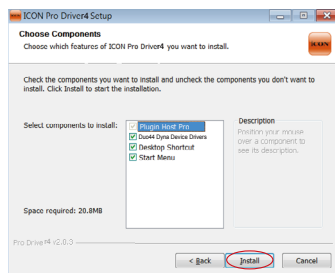 ICON Pro Driver4 Setup
Choose Components
Choose which features of ICON Pro Driver4 you want to install.
ICON
Check the components you want to install and uncheck the components you don't want to
install. Click Install to start the installation.
Select components to install:
Plugin Host Pro
Duo44 Dyna Device Drivers
Desktop Shortcut
Start Menu
Description
Position your mouse
over a component to
see its description.
Space required: 20.8MB
Pro Drive r4 v2.0.3
< Back
Install
Cancel